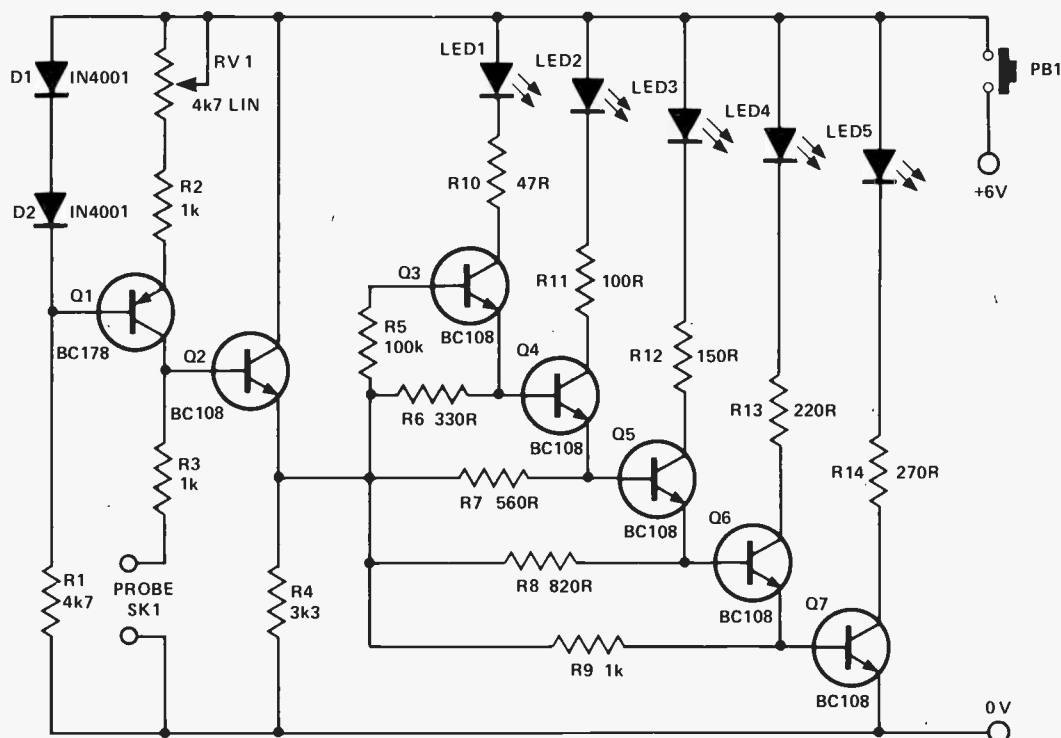 D1
IN4001
D2
IN4001
RV 1
4k7 LIN
R2
1k
Q1
BC178
Q2
BC108
R3
1k
PROBE
SK1
R1
4k7
R4
3k3
LED1
LED2
LED3
LED4
LED5
R10
47R
R11
100R
R12
150R
R13
220R
R14
270R
Q3
BC108
R5
100k
R6 330R
Q4
BC108
R7 560R
Q5
BC108
R8 820R
Q6
BC108
R9 1k
Q7
BC108
PB1
+6V
0V